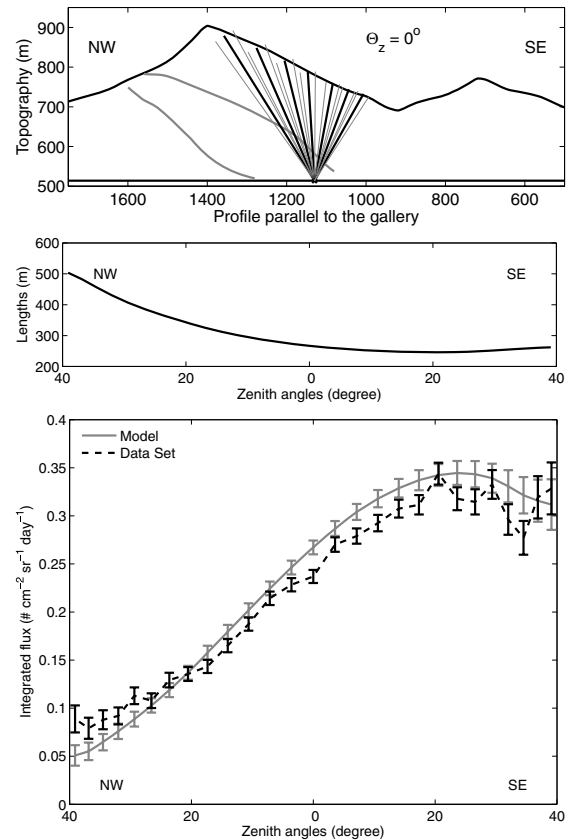 900
800
700
600
500
Topography (m)
NW
Θz = 0°
SE
1600 1400 1200 1000 800 600
Profile parallel to the gallery
600
500
400
300
200
Lengths (m)
NW
SE
40 20 0 20 40
Zenith angles (degree)
0.4
0.35
0.3
0.25
0.2
0.15
0.1
0.05
0
Integrated flux (# cm⁻² sr⁻¹ day⁻¹)
Model
Data Set
NW
SE
40 20 0 20 40
Zenith angles (degree)